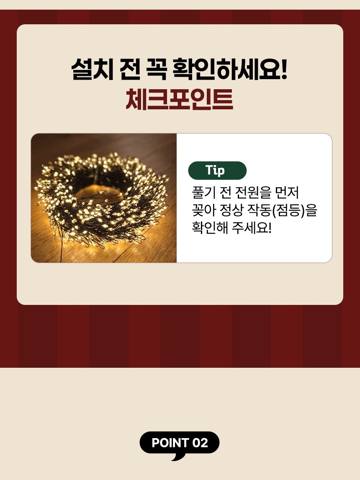 설치 전 꼭 확인하세요!
체크포인트
Tip
풀기 전 전원을 먼저
꽂아 정상 작동(점등)을
확인해 주세요!
POINT 02